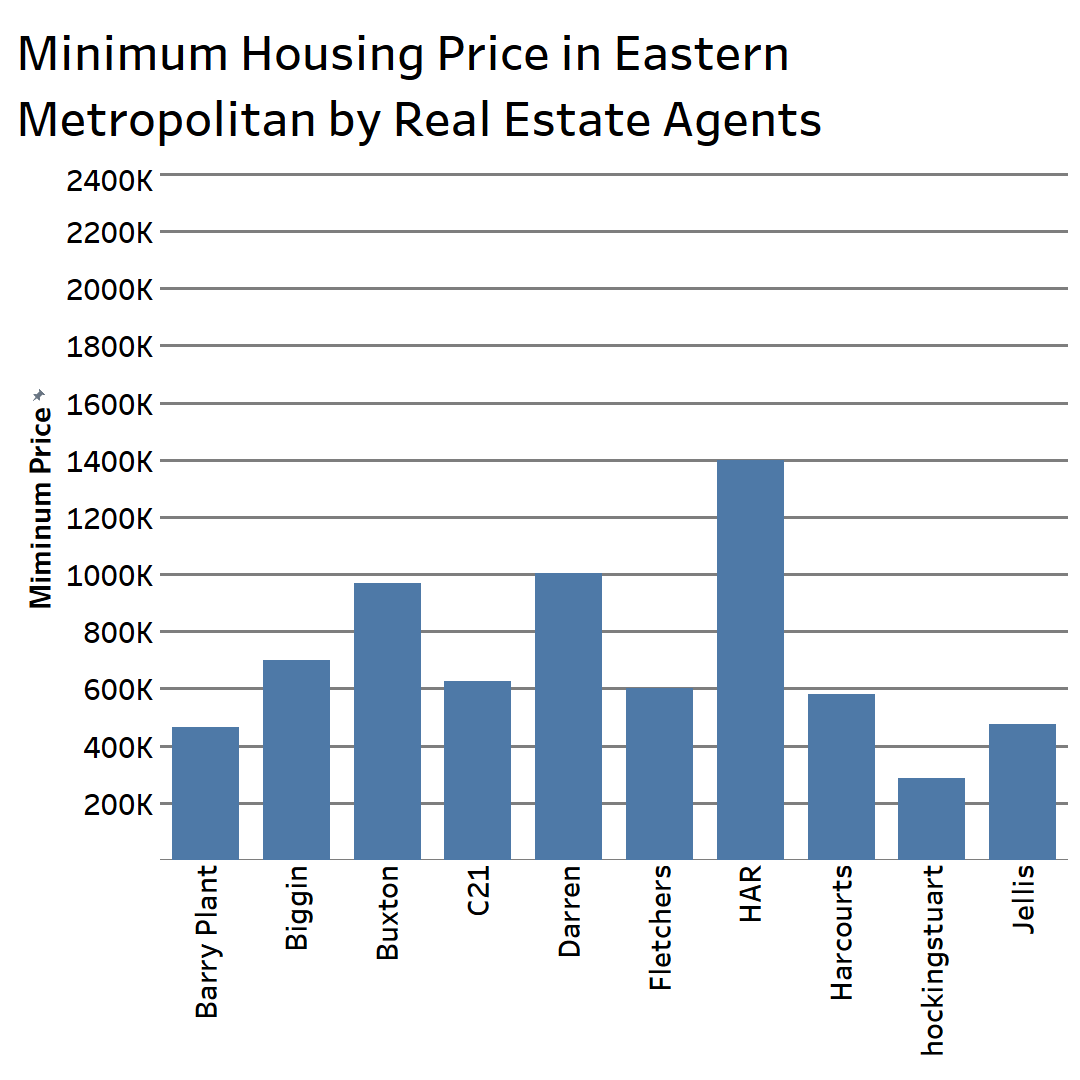 Minimum Housing Price in Eastern
Metropolitan by Real Estate Agents
2400K
2200K
2000K
1800K
1600K
1400K
1200K
1000K
800K
600K
400K
200K
Miminum Price
Barry Plant
Biggin
Buxton
C21
Darren
Fletchers
HAR
Harcourts
hockingstuart
Jellis